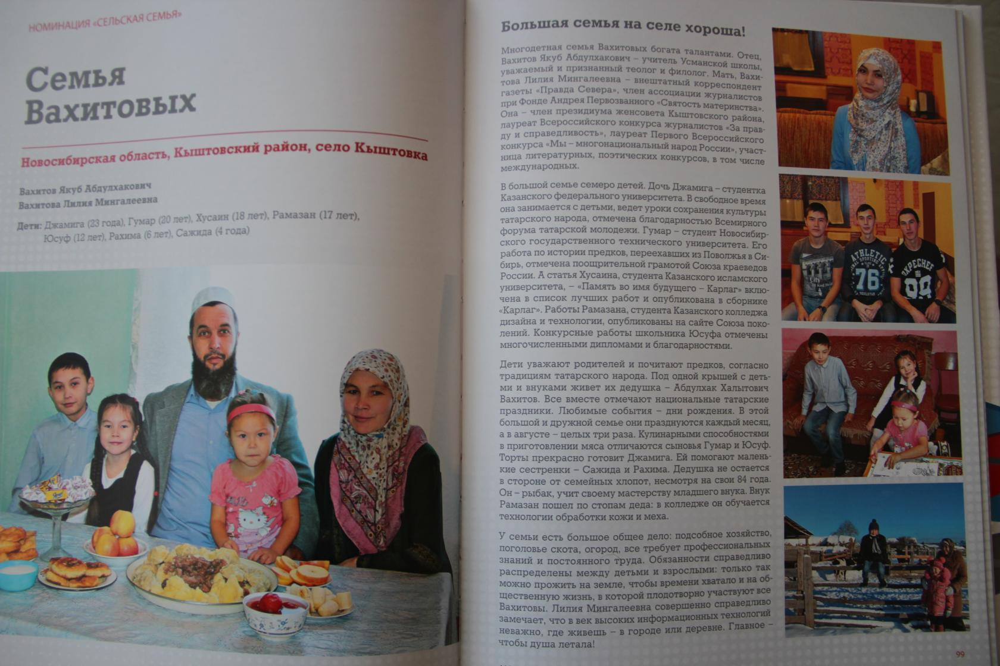 НОМИНАЦИЯ «СЕЛЬСКАЯ СЕМЬЯ»
Семья
Вахитовых
Новосибирская область, Кыштовский район, село Кыштовка
Вахитов Якуб Абдулхакович
Вахитова Лилия Мингалеевна
Дети: Джамига (23 года), Гумар (20 лет), Хусаин (18 лет), Рамазан (17 лет),
Юсуф (12 лет), Рахима (6 лет), Сажида (4 года)
Большая семья на селе хороша!
Многодетная семья Вахитовых богата талантами. Отец,
Вахитов Якуб Абдулхакович – учитель Усманской школы,
уважаемый и признанный теолог и филолог. Мать, Вахи-
това Лилия Мингалеевна – внештатный корреспондент
газеты «Правда Севера», член ассоциации журналистов
при Фонде Андрея Первозванного «Святость материнства».
Она – член президиума женсовета Кыштовского района,
лауреат Всероссийского конкурса журналистов «За прав-
ду и справедливость», лауреат Первого Всероссийского
конкурса «Мы – многонациональный народ России», участ-
ница литературных, поэтических конкурсов, в том числе
международных.
В большой семье семеро детей. Дочь Джамига – студентка
Казанского федерального университета. В свободное время
она занимается с детьми, ведет уроки сохранения культуры
татарского народа, отмечена благодарностью Всемирного
форума татарской молодежи. Гумар – студент Новосибир-
ского государственного технического университета. Его
работа по истории предков, переехавших из Поволжья в Си-
бирь, отмечена поощрительной грамотой Союза краеведов
России. А статья Хусаина, студента Казанского исламского
университета, – «Память во имя будущего – Карлаг» вклю-
чена в список лучших работ и опубликована в сборнике
«Карлаг». Работы Рамазана, студента Казанского колледжа
дизайна и технологии, опубликованы на сайте Союза поко-
лений. Конкурсные работы школьника Юсуфа отмечены
многочисленными дипломами и благодарностями.
Дети уважают родителей и почитают предков, согласно
традициям татарского народа. Под одной крышей с деть-
ми и внуками живет их дедушка – Абдулхак Халытович
Вахитов. Все вместе отмечают национальные татарские
праздники. Любимые события – дни рождения. В этой
большой и дружной семье они празднуются каждый месяц,
а в августе – целых три раза. Кулинарными способностями
в приготовлении мяса отличаются сыновья Гумар и Юсуф.
Торты прекрасно готовит Джамига. Ей помогают малень-
кие сестренки – Сажида и Рахима. Дедушка не остается
в стороне от семейных хлопот, несмотря на свои 84 года.
Он – рыбак, учит своему мастерству младшего внука. Внук
Рамазан пошел по стопам деда: в колледже он обучается
технологии обработки кожи и меха.
У семьи есть большое общее дело: подсобное хозяйство,
поголовье скота, огород, все требует профессиональных
знаний и постоянного труда. Обязанности справедливо
распределены между детьми и взрослыми: только так
можно прожить на земле, чтобы времени хватало и на об-
щественную жизнь, в которой плодотворно участвуют все
Вахитовы. Лилия Мингалеевна совершенно справедливо
замечает, что в век высоких информационных технологий
неважно, где живешь – в городе или деревне. Главное –
чтобы душа летала!
ATHLETIC
76
OXPECHEF
99
City
99